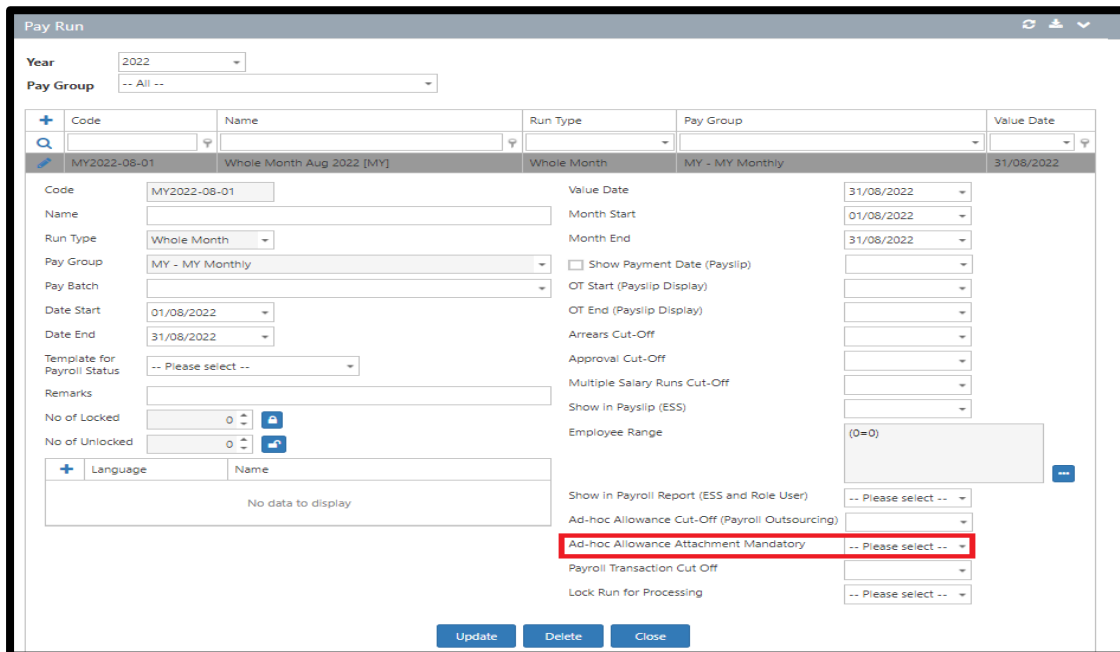 Pay Run
Year 2022
Pay Group -- All --
Code Name Run Type Pay Group Value Date
MY2022-08-01 Whole Month Aug 2022 [MY] Whole Month MY - MY Monthly 31/08/2022
Code MY2022-08-01
Name
Run Type Whole Month
Pay Group MY - MY Monthly
Pay Batch
Date Start 01/08/2022
Date End 31/08/2022
Template for
Payroll Status -- Please select --
Remarks
No of Locked 0
No of Unlocked 0
Language Name
No data to display
Value Date 31/08/2022
Month Start 01/08/2022
Month End 31/08/2022
Show Payment Date (Payslip)
OT Start (Payslip Display)
OT End (Payslip Display)
Arrears Cut-Off
Approval Cut-Off
Multiple Salary Runs Cut-Off
Show in Payslip (ESS)
Employee Range (0=0)
Show in Payroll Report (ESS and Role User) -- Please select --
Ad-hoc Allowance Cut-Off (Payroll Outsourcing)
Ad-hoc Allowance Attachment Mandatory -- Please select --
Payroll Transaction Cut Off
Lock Run for Processing -- Please select --
Update Delete Close